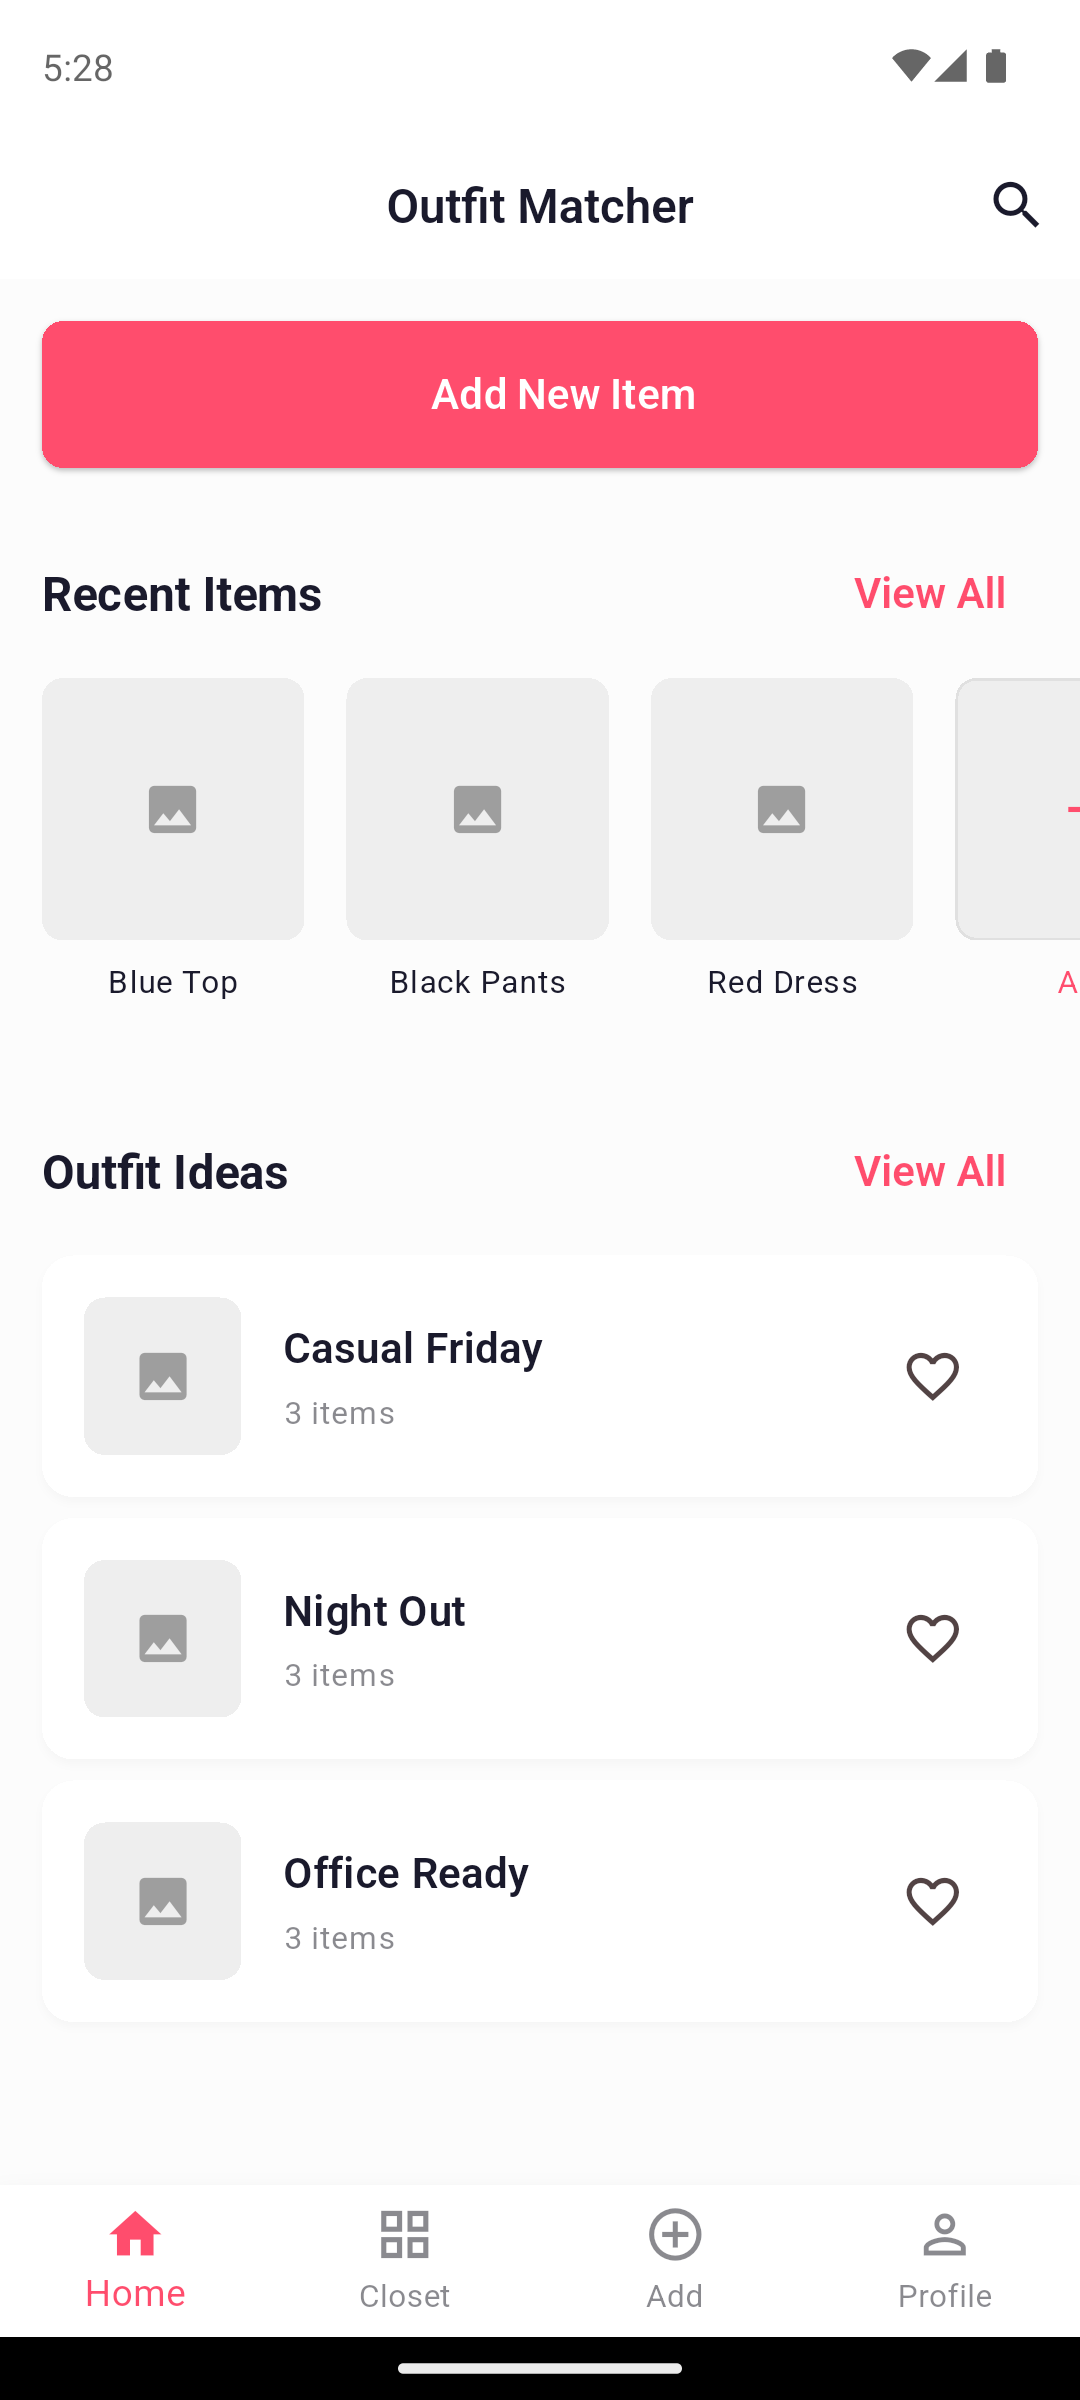 5:28
Outfit Matcher
Add New Item
Recent Items
View All
Blue Top
Black Pants
Red Dress
A
Outfit Ideas
View All
Casual Friday
3 items
Night Out
3 items
Office Ready
3 items
Home
Closet
Add
Profile